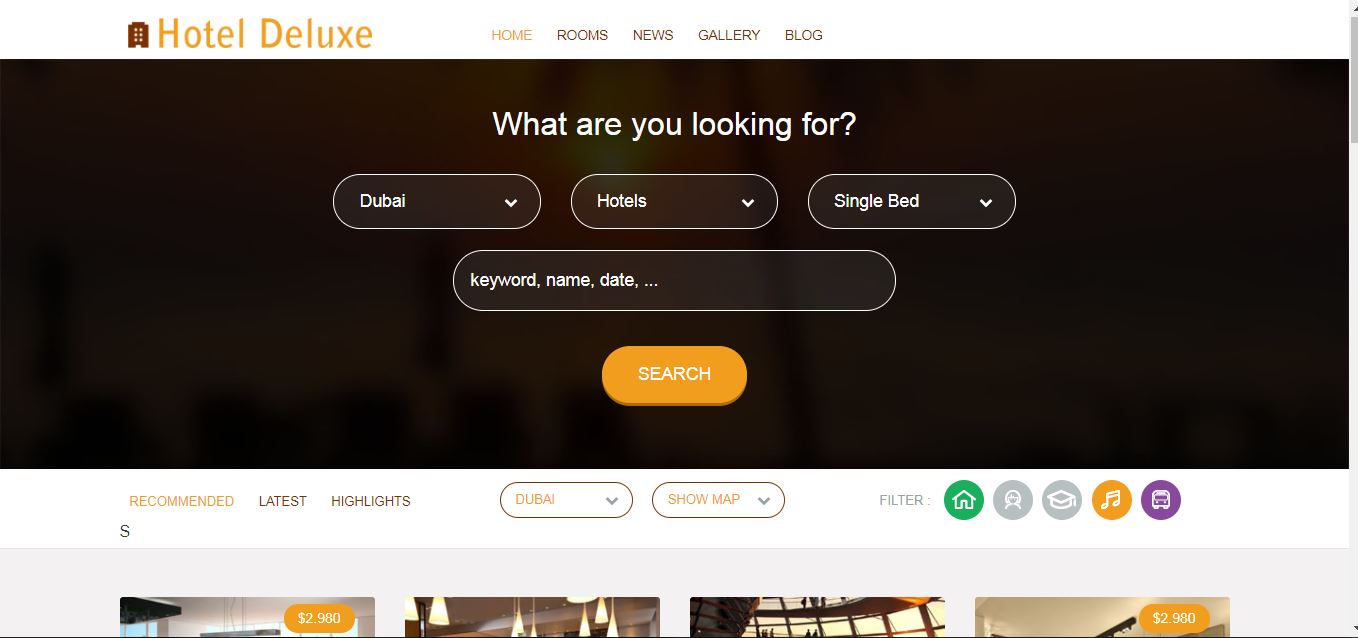 Hotel Deluxe
HOME ROOMS NEWS GALLERY BLOG
What are you looking for?
Dubai Hotels Single Bed
keyword, name, date, ...
SEARCH
RECOMMENDED LATEST HIGHLIGHTS DUBAI SHOW MAP FILTER :
S
$2.980 $2.980